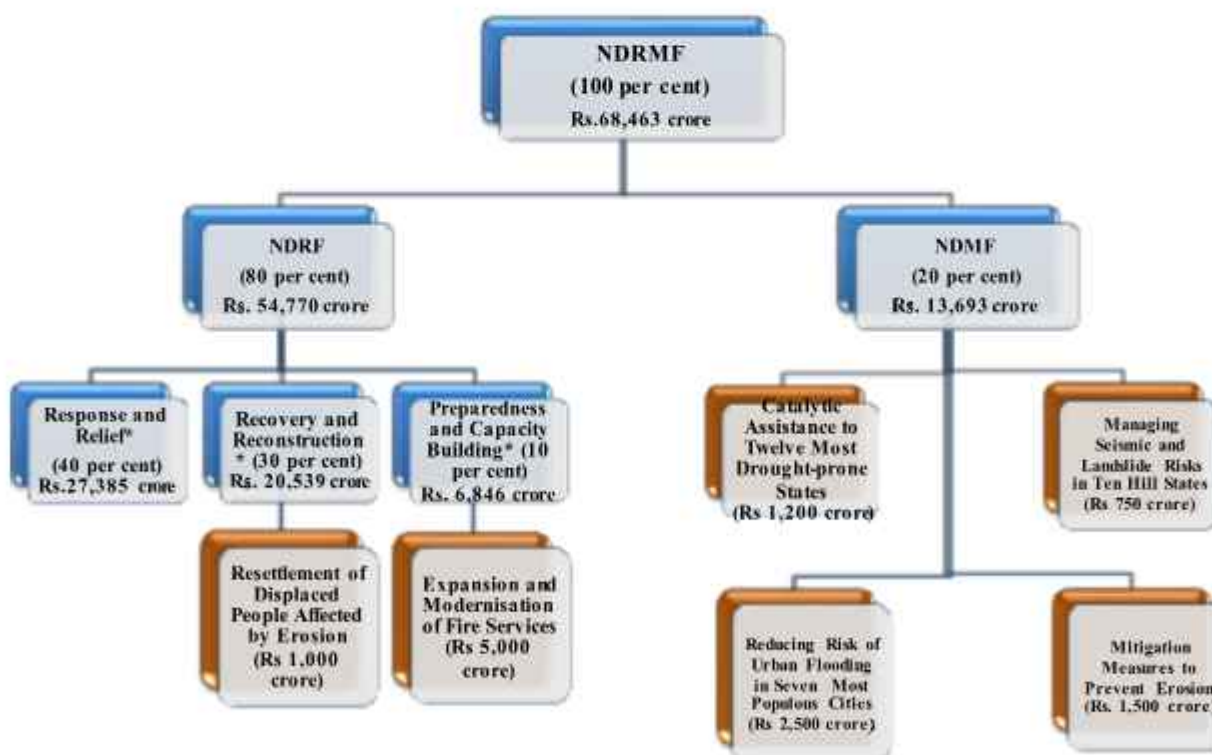 NDRMF
(100 per cent)
Rs.68,463 crore
NDRF
(80 per cent)
Rs. 54,770 crore
NDMF
(20 per cent)
Rs. 13,693 crore
Response and
Relief*
(40 per cent)
Rs.27,385 crore
Recovery and
Reconstruction
* (30 per cent)
Rs. 20,539 crore
Preparedness
and Capacity
Building* (10
per cent)
Rs. 6,846 crore
Catalytic
Assistance to
Twelve Most
Drought-prone
States
(Rs 1,200 crore)
Managing
Seismic and
Landslide Risks
in Ten Hill States
(Rs 750 crore)
Resettlement of
Displaced
People Affected
by Erosion
(Rs 1,000
crore)
Expansion and
Modernisation
of Fire Services
(Rs 5,000
crore)
Reducing Risk of
Urban Flooding
in Seven Most
Populous Cities
(Rs 2,500 crore)
Mitigation
Measures to
Prevent Erosion
(Rs. 1,500 crore)